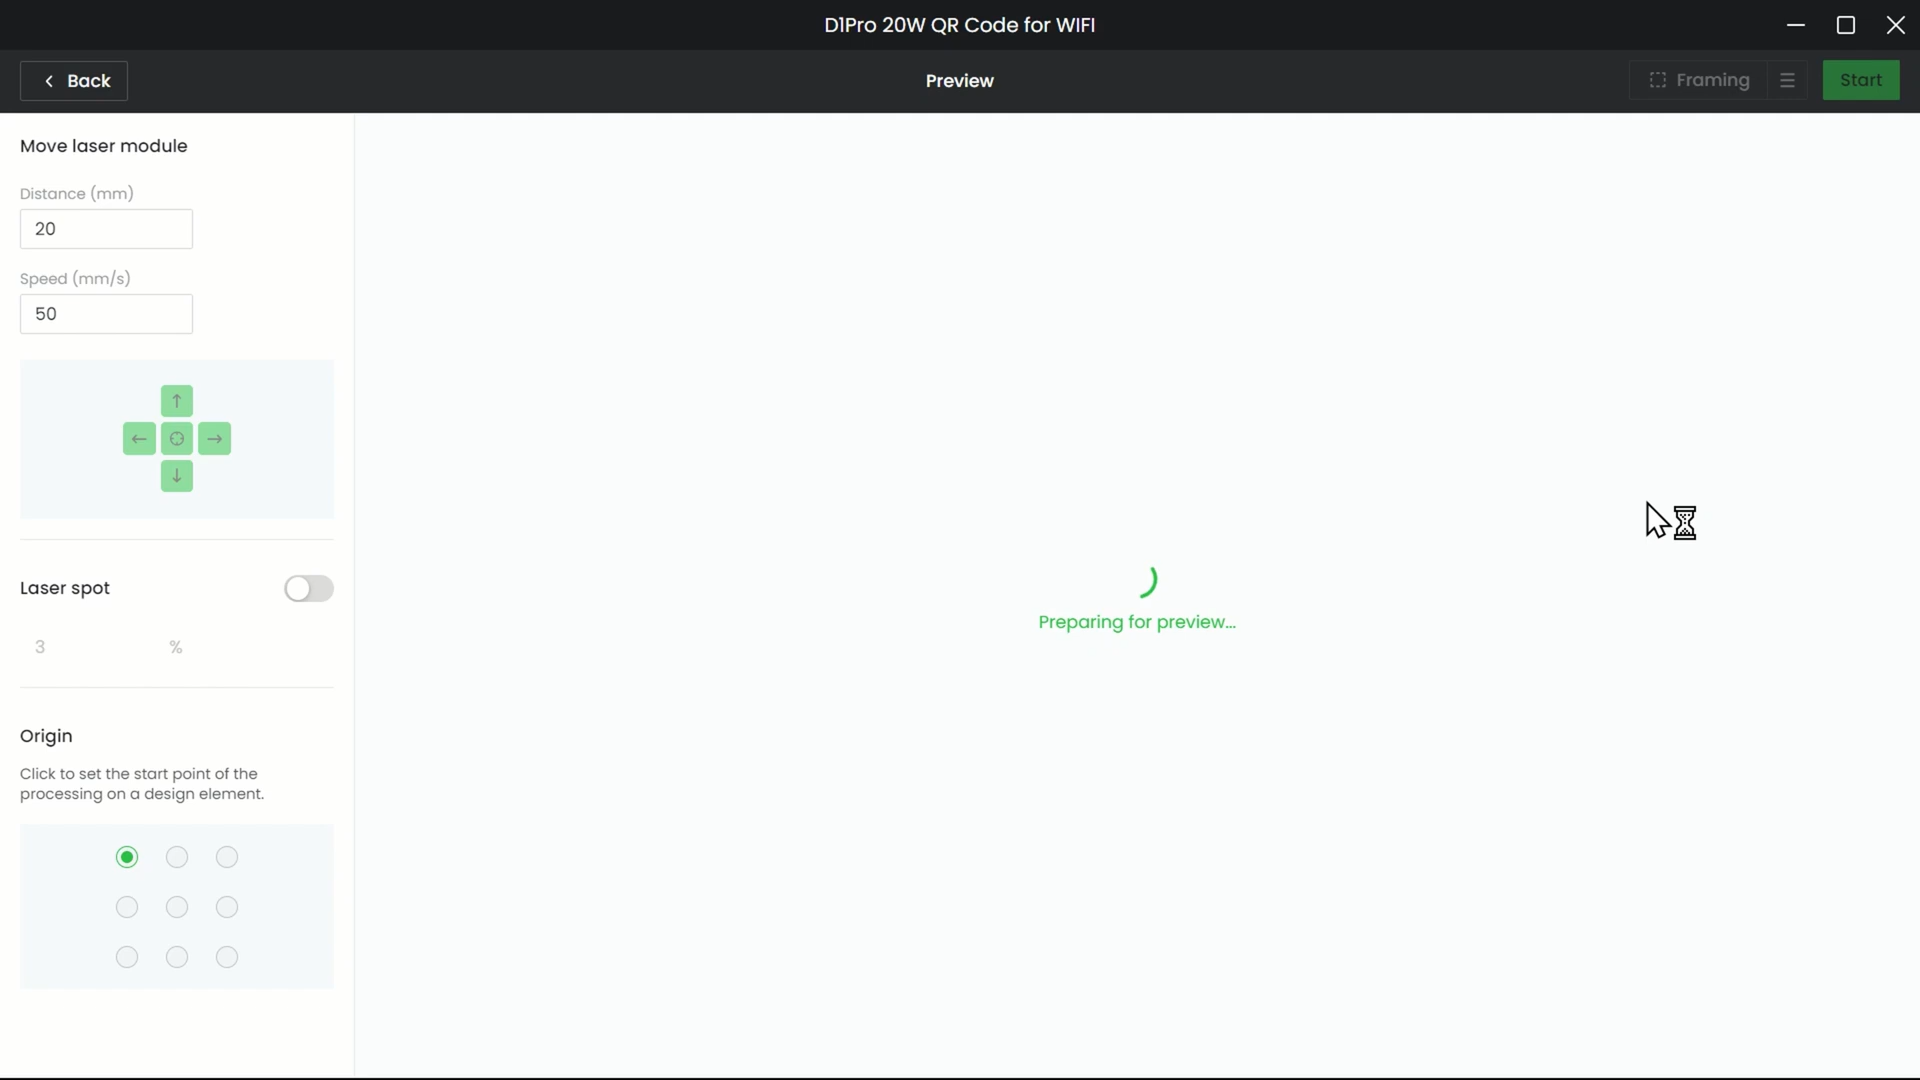 D1Pro 20W QR Code for WIFI
Back
Preview
Framing
Start
Move laser module
Distance (mm)
20
Speed (mm/s)
50
Laser spot
3 %
Origin
Click to set the start point of the
processing on a design element.
Preparing for preview...